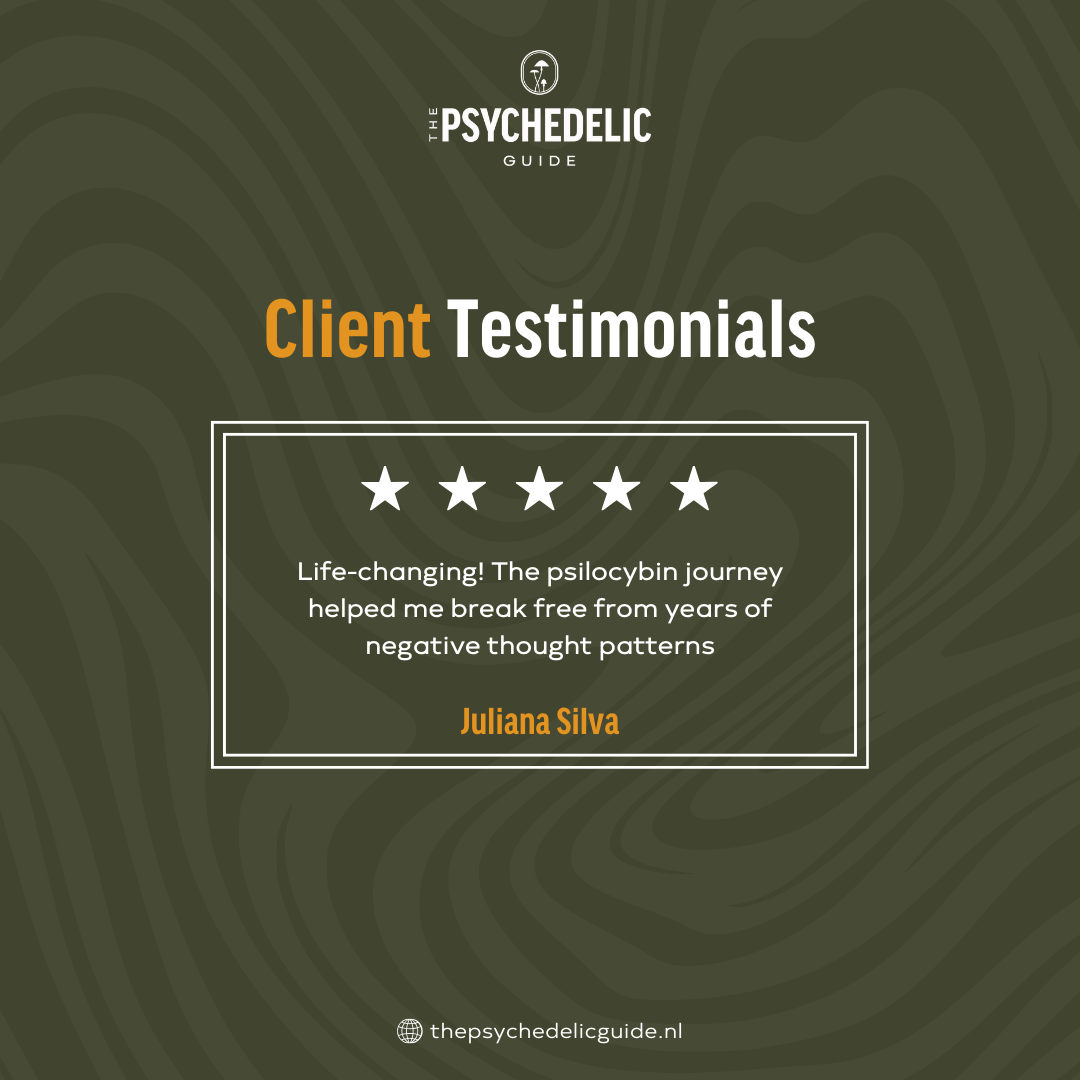 THE PSYCHEDELIC
GUIDE
Client Testimonials
Life-changing! The psilocybin journey
helped me break free from years of
negative thought patterns
Juliana Silva
thepsychedelicguide.nl